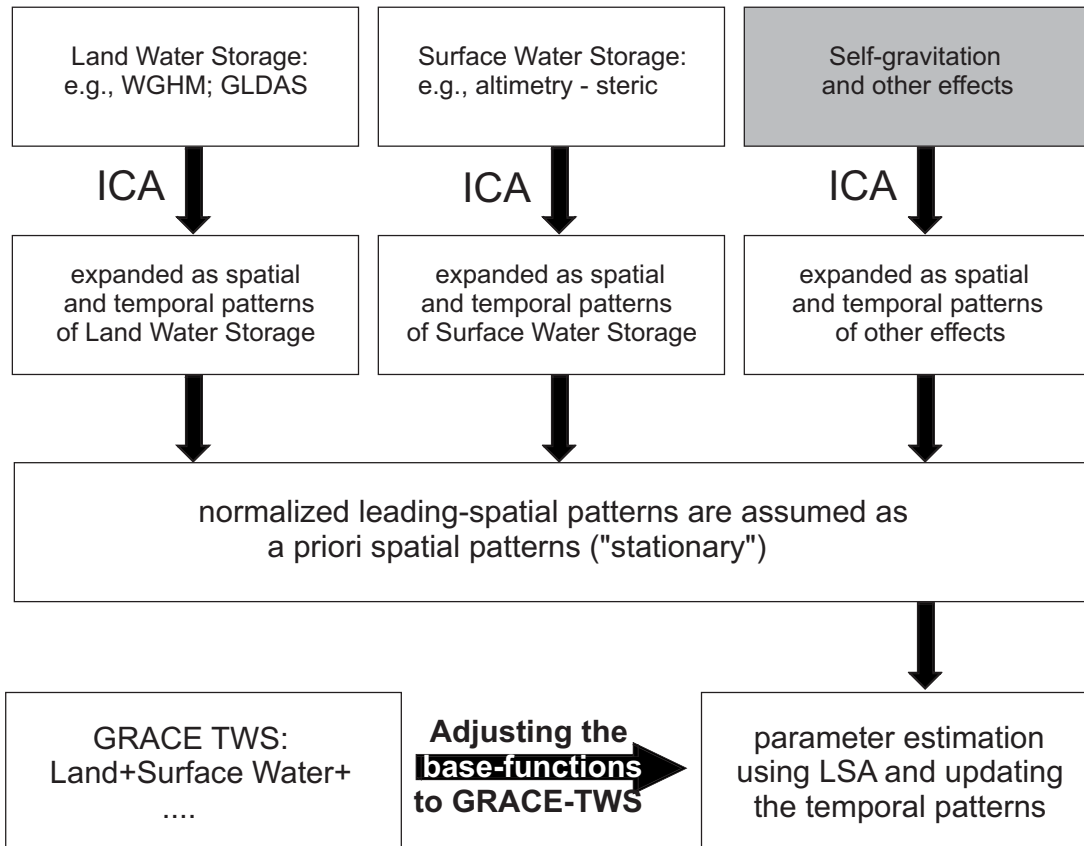 Land Water Storage:
e.g., WGHM; GLDAS
Surface Water Storage:
e.g., altimetry - steric
Self-gravitation
and other effects
ICA
ICA
ICA
expanded as spatial
and temporal patterns
of Land Water Storage
expanded as spatial
and temporal patterns
of Surface Water Storage
expanded as spatial
and temporal patterns
of other effects
normalized leading-spatial patterns are assumed as
a priori spatial patterns ("stationary")
GRACE TWS:
Land+Surface Water+
....
Adjusting the
base-functions
to GRACE-TWS
parameter estimation
using LSA and updating
the temporal patterns